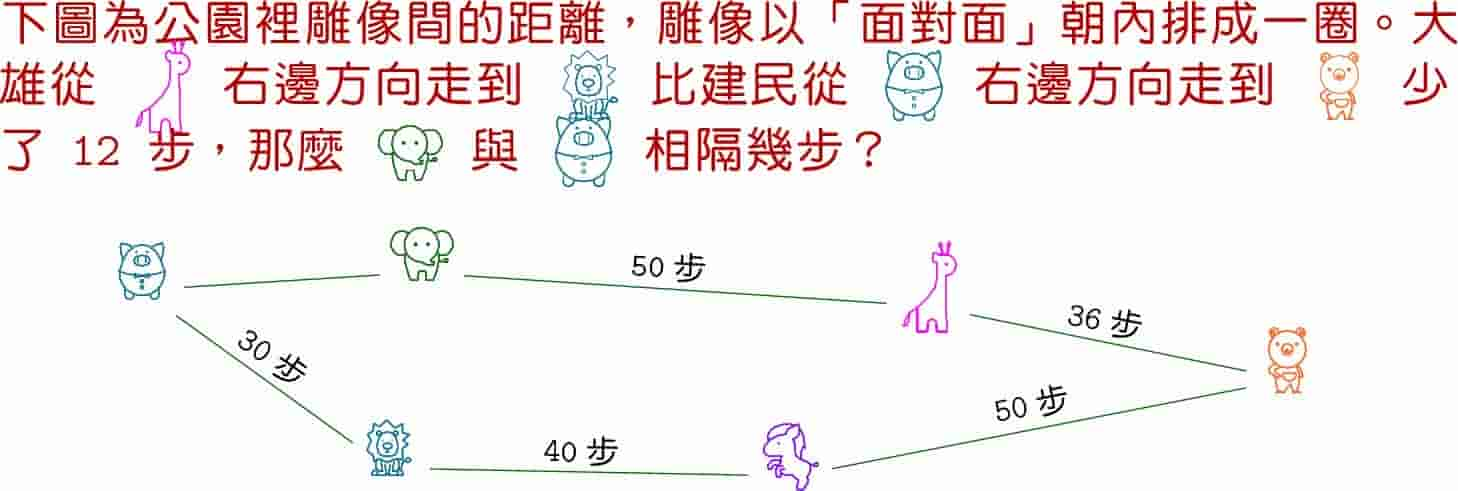 下圖為公園裡雕像間的距離，雕像以「面對面」朝內排成一圈。大
雄從 右邊方向走到 比建民從 右邊方向走到 少
了 12 步，那麼 與 相隔幾步？
50 步
36 步
30 步
50 步
40 步